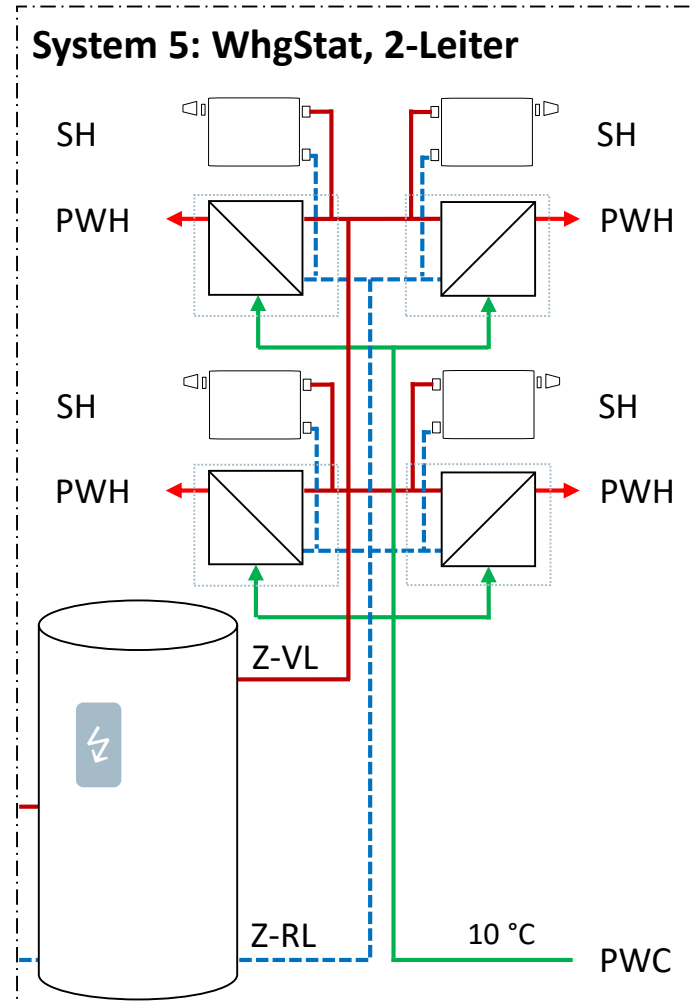 System 5: WhgStat, 2-Leiter
SH SH
PWH PWH
SH SH
PWH PWH
Z-VL
Z-RL 10 °C PWC